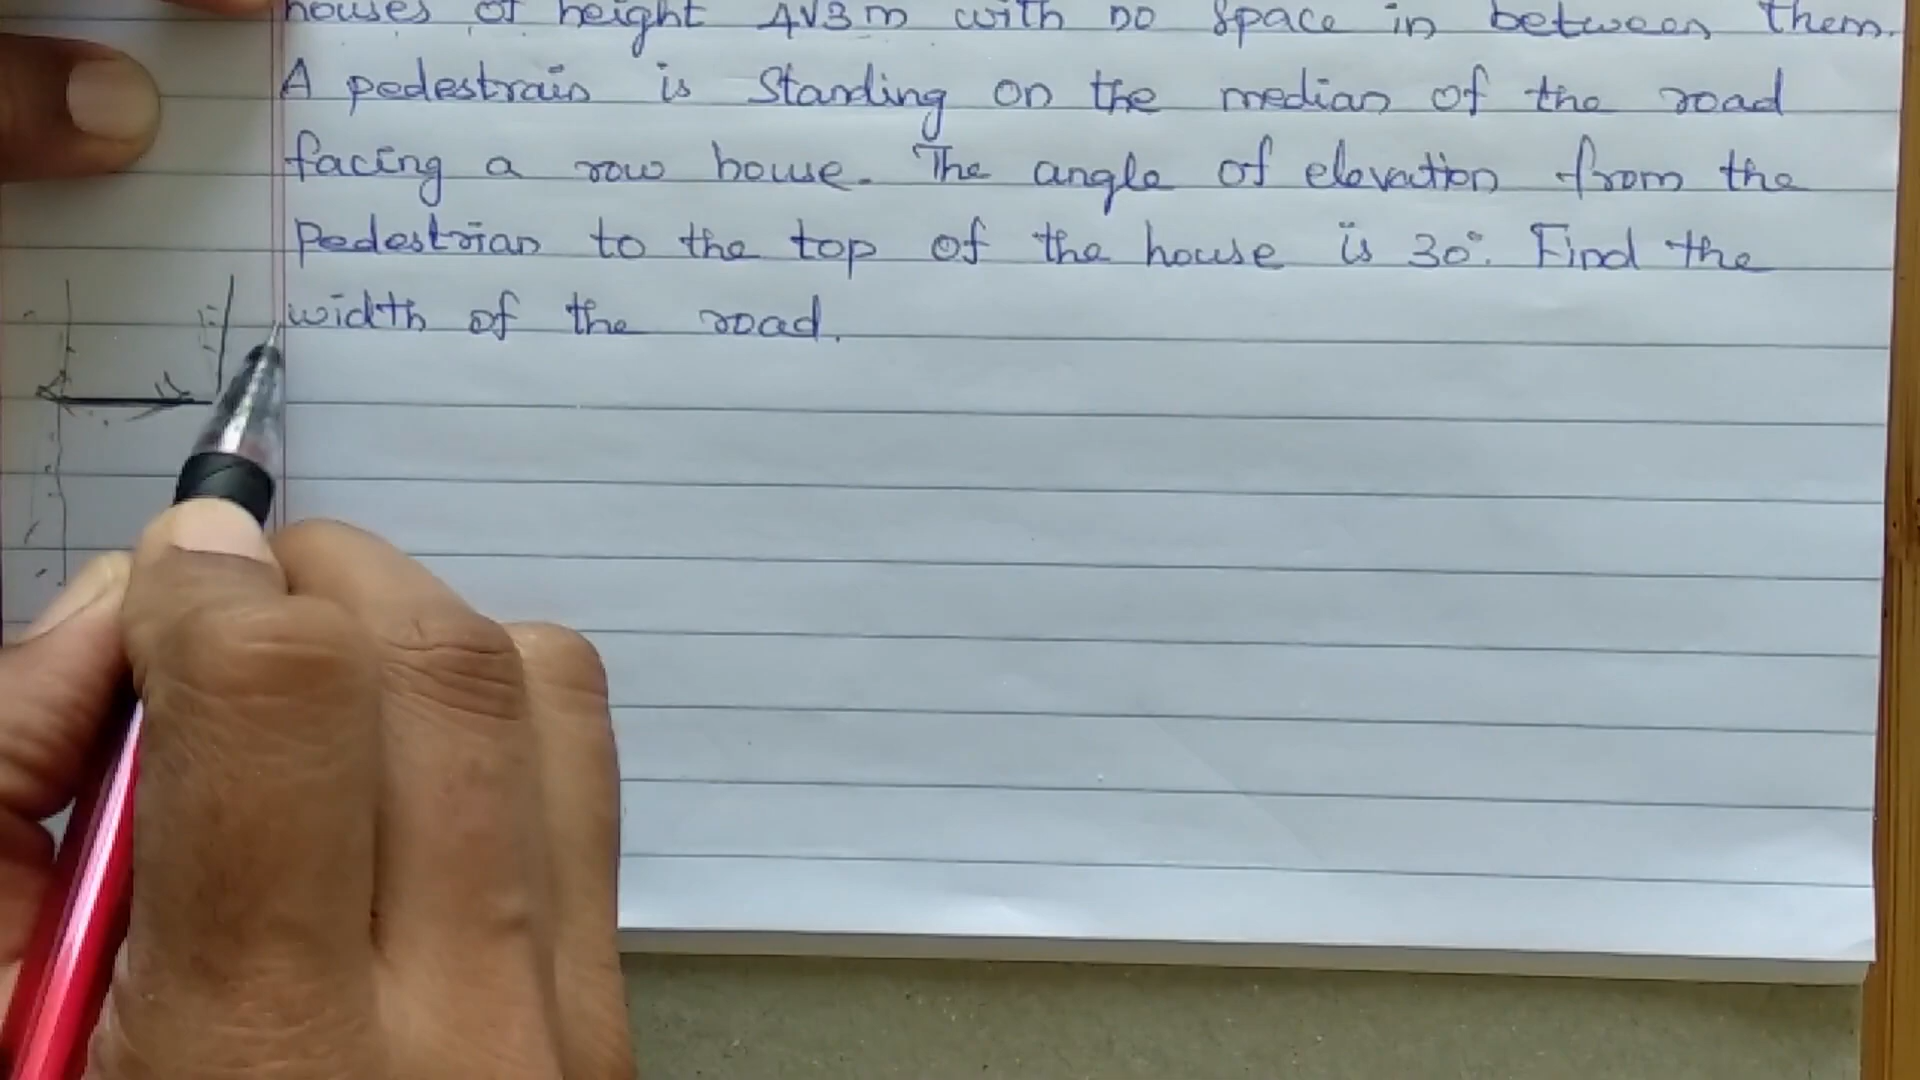 houses of height 4√3 m with no space in between them.
A pedestrain is standing on the median of the road
facing a row house. The angle of elevation from the
Pedestrian to the top of the house is 30°. Find the
width of the road.